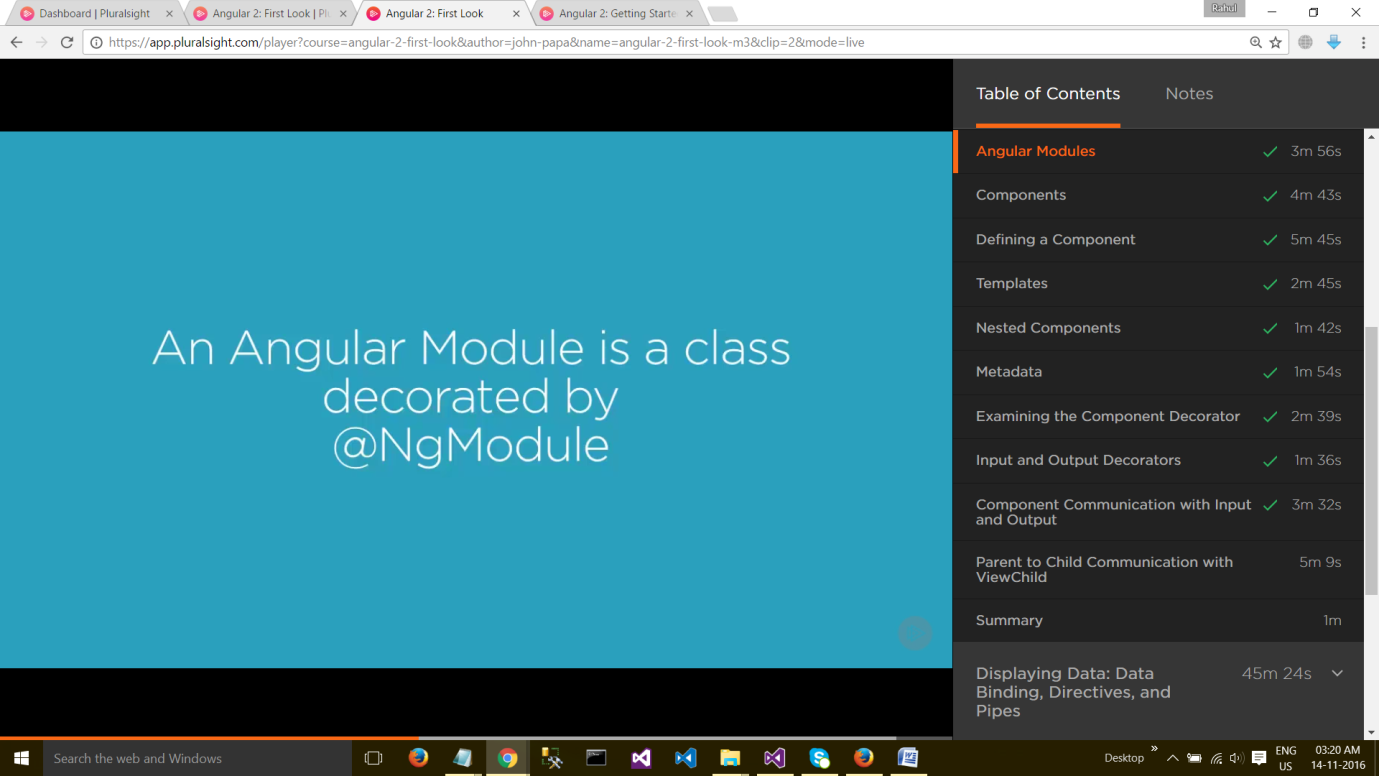 Dashboard | Pluralsight
Angular 2: First Look | Plu
Angular 2: First Look
Angular 2: Getting Starte
Rahul
https://app.pluralsight.com/player?course=angular-2-first-look&author=john-papa&name=angular-2-first-look-m3&clip=2&mode=live
An Angular Module is a class
decorated by
@NgModule
Table of Contents
Notes
Angular Modules 3m 56s
Components 4m 43s
Defining a Component 5m 45s
Templates 2m 45s
Nested Components 1m 42s
Metadata 1m 54s
Examining the Component Decorator 2m 39s
Input and Output Decorators 1m 36s
Component Communication with Input 3m 32s
and Output
Parent to Child Communication with 5m 9s
ViewChild
Summary 1m
Displaying Data: Data 45m 24s
Binding, Directives, and
Pipes
Search the web and Windows
Desktop
ENG
US
03:20 AM
14-11-2016